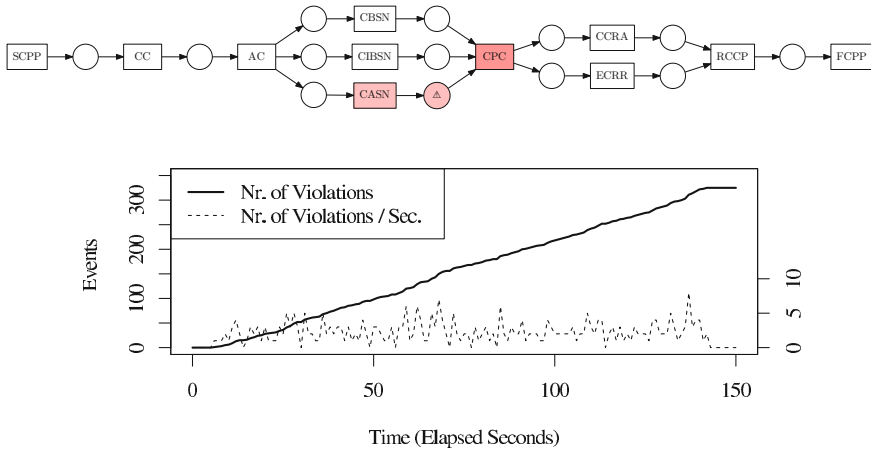 CBSN
CCRA
SCPP CC AC CIBSN CPC RCCP FCPP
ECRR
CASN ⚠
Nr. of Violations
Nr. of Violations / Sec.
Events
0 100 200 300
0 5 10
0 50 100 150
Time (Elapsed Seconds)